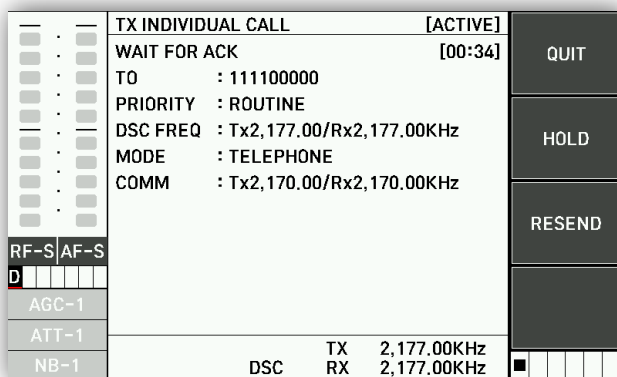 TX INDIVIDUAL CALL [ACTIVE]
WAIT FOR ACK [00:34]
TO : 111100000
PRIORITY : ROUTINE
DSC FREQ : Tx2,177.00/Rx2,177.00KHz
MODE : TELEPHONE
COMM : Tx2,170.00/Rx2,170.00KHz
QUIT
HOLD
RESEND
RF-S AF-S
D
AGC-1
ATT-1
NB-1
TX 2,177.00KHz
DSC RX 2,177.00KHz